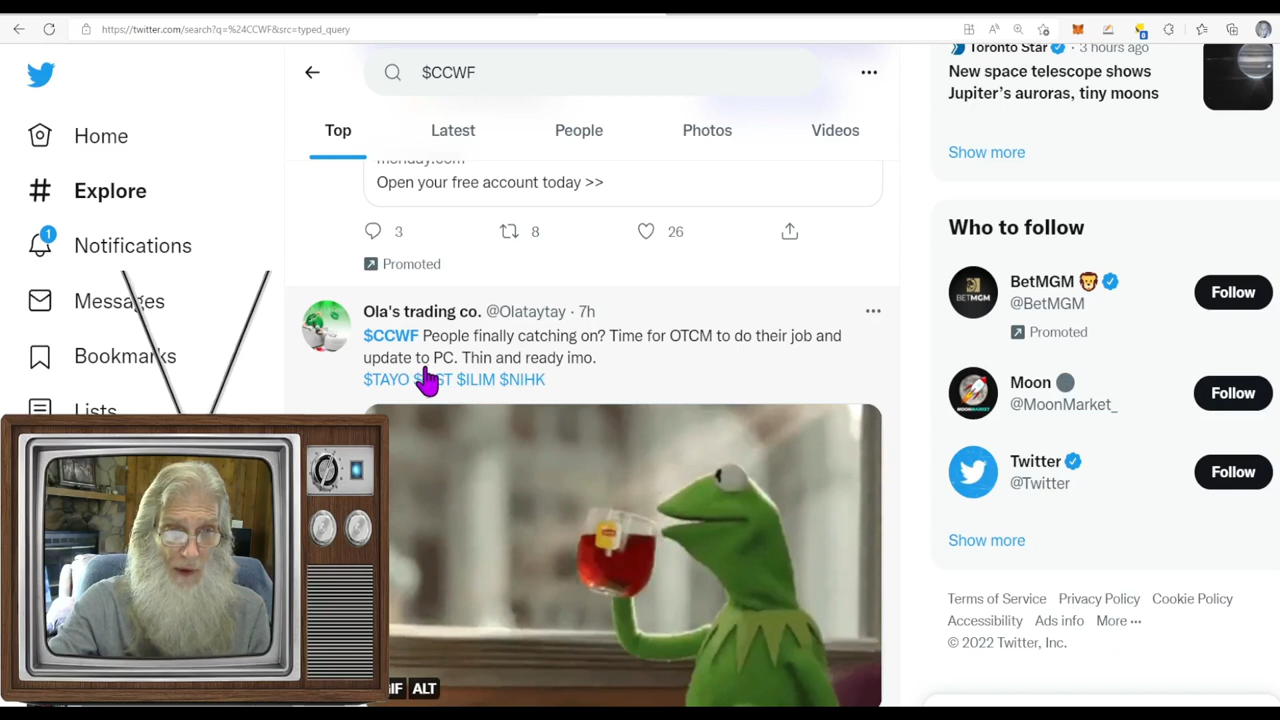 https://twitter.com/search?q=%24CCWF&src=typed_query
$CCWF
Top Latest People Photos Videos
Home
Explore
1
Notifications
Messages
Bookmarks
Lists
monday.com
Open your free account today >>
3 8 26
Promoted
Ola's trading co. @Olataytay · 7h
$CCWF People finally catching on? Time for OTCM to do their job and
update to PC. Thin and ready imo.
$TAYO $ILIM $NIHK
ALT
Toronto Star · 3 hours ago
New space telescope shows
Jupiter's auroras, tiny moons
Show more
Who to follow
BetMGM
@BetMGM
Promoted
Follow
Moon
@MoonMarket_
Follow
Twitter
@Twitter
Follow
Show more
Terms of Service Privacy Policy Cookie Policy
Accessibility Ads info More ···
© 2022 Twitter, Inc.